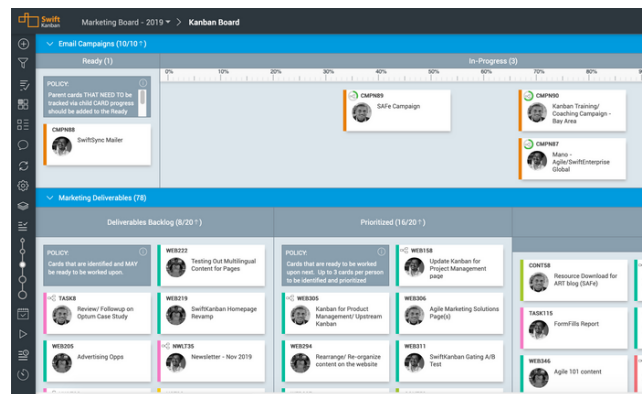 Swift
Kanban
Marketing Board - 2019 > Kanban Board
Email Campaigns (10/10↑)
Ready (1)
In-Progress (3)
0% 10% 20% 30% 40% 50% 60% 70% 80%
POLICY:
Parent cards THAT NEED TO be
tracked via child CARD progress
should be added to the Ready
CMPN88
SwiftSync Mailer
CMPN89
SAFe Campaign
CMPN90
Kanban Training/
Coaching Campaign -
Bay Area
CMPN87
Mano -
Agile/SwiftEnterprise
Global
Marketing Deliverables (78)
Deliverables Backlog (8/20↑)
Prioritized (16/20↑)
POLICY:
Cards that are identified and MAY
be ready to be worked upon.
WEB222
Testing Out Multilingual
Content for Pages
TASK8
Review/ Followup on
Optum Case Study
WEB219
SwiftKanban Homepage
Revamp
WEB205
Advertising Opps
NWLT35
Newsletter - Nov 2019
POLICY:
Cards that are ready to be worked
upon next. Up to 3 cards per person
to be identified and prioritized
WEB158
Update Kanban for
Project Management
page
WEB305
Kanban for Product
Management/ Upstream
Kanban
WEB306
Agile Marketing Solutions
Page(s)
WEB294
Rearrange/ Re-organize
content on the website
WEB311
SwiftKanban Gating A/B
Test
CONT58
Resource Download for
ART blog (SAFe)
TASK115
FormFills Report
WEB346
Agile 101 content